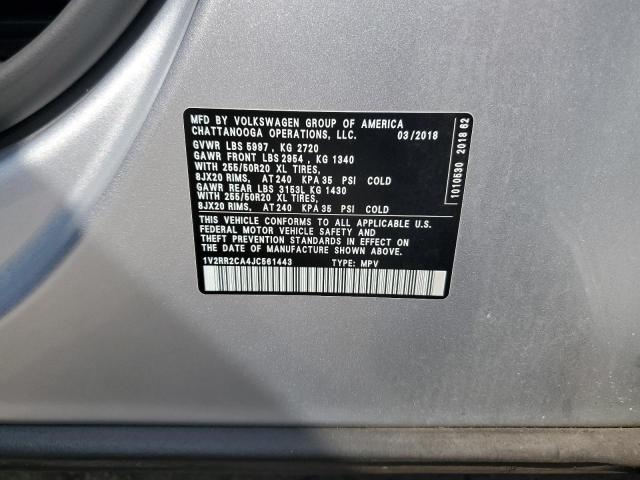 MFD BY VOLKSWAGEN GROUP OF AMERICA
CHATTANOOGA OPERATIONS, LLC. 03/2018
GVWR LBS 5997 , KG 2720
GAWR FRONT LBS 2954 , KG 1340
WITH 255/50R20 XL TIRES,
8JX20 RIMS, AT 240 KPA 35 PSI COLD
GAWR REAR LBS 3153L KG 1430
WITH 255/50R20 XL TIRES,
8JX20 RIMS, AT 240 KPA 35 PSI COLD
THIS VEHICLE CONFORMS TO ALL APPLICABLE U.S.
FEDERAL MOTOR VEHICLE SAFETY AND
THEFT PREVENTION STANDARDS IN EFFECT ON
THE DATE OF MANUFACTURE SHOWN ABOVE.
1V2RR2CA4JC561443 TYPE: MPV
1010530 2018 62